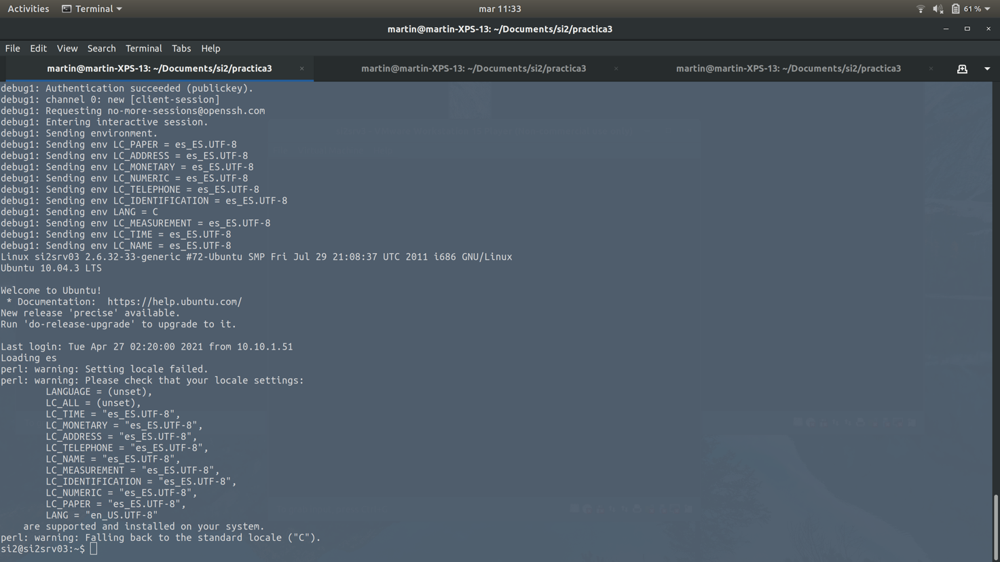 Activities Terminal mar 11:33 61 %
martin@martin-XPS-13: ~/Documents/si2/practica3
File Edit View Search Terminal Tabs Help
martin@martin-XPS-13: ~/Documents/si2/practica3 martin@martin-XPS-13: ~/Documents/si2/practica3 martin@martin-XPS-13: ~/Documents/si2/practica3
debug1: Authentication succeeded (publickey).
debug1: channel 0: new [client-session]
debug1: Requesting no-more-sessions@openssh.com
debug1: Entering interactive session.
debug1: Sending environment.
debug1: Sending env LC_PAPER = es_ES.UTF-8
debug1: Sending env LC_ADDRESS = es_ES.UTF-8
debug1: Sending env LC_MONETARY = es_ES.UTF-8
debug1: Sending env LC_NUMERIC = es_ES.UTF-8
debug1: Sending env LC_TELEPHONE = es_ES.UTF-8
debug1: Sending env LC_IDENTIFICATION = es_ES.UTF-8
debug1: Sending env LANG = C
debug1: Sending env LC_MEASUREMENT = es_ES.UTF-8
debug1: Sending env LC_TIME = es_ES.UTF-8
debug1: Sending env LC_NAME = es_ES.UTF-8
Linux si2srv03 2.6.32-33-generic #72-Ubuntu SMP Fri Jul 29 21:08:37 UTC 2011 i686 GNU/Linux
Ubuntu 10.04.3 LTS
Welcome to Ubuntu!
* Documentation:  https://help.ubuntu.com/
New release 'precise' available.
Run 'do-release-upgrade' to upgrade to it.
Last login: Tue Apr 27 02:20:00 2021 from 10.10.1.51
Loading es
perl: warning: Setting locale failed.
perl: warning: Please check that your locale settings:
LANGUAGE = (unset),
LC_ALL = (unset),
LC_TIME = "es_ES.UTF-8",
LC_MONETARY = "es_ES.UTF-8",
LC_ADDRESS = "es_ES.UTF-8",
LC_TELEPHONE = "es_ES.UTF-8",
LC_NAME = "es_ES.UTF-8",
LC_MEASUREMENT = "es_ES.UTF-8",
LC_IDENTIFICATION = "es_ES.UTF-8",
LC_NUMERIC = "es_ES.UTF-8",
LC_PAPER = "es_ES.UTF-8",
LANG = "en_US.UTF-8"
are supported and installed on your system.
perl: warning: Falling back to the standard locale ("C").
si2@si2srv03:~$